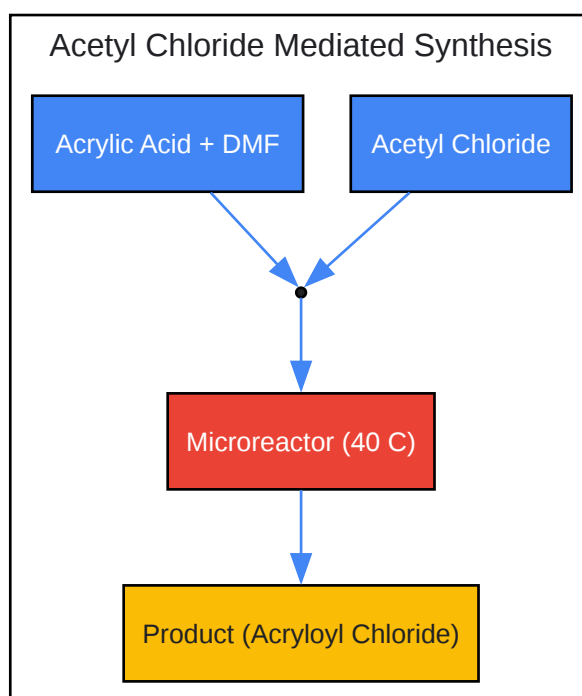 Acetyl Chloride Mediated Synthesis
Acrylic Acid + DMF
Acetyl Chloride
Microreactor (40 C)
Product (Acryloyl Chloride)